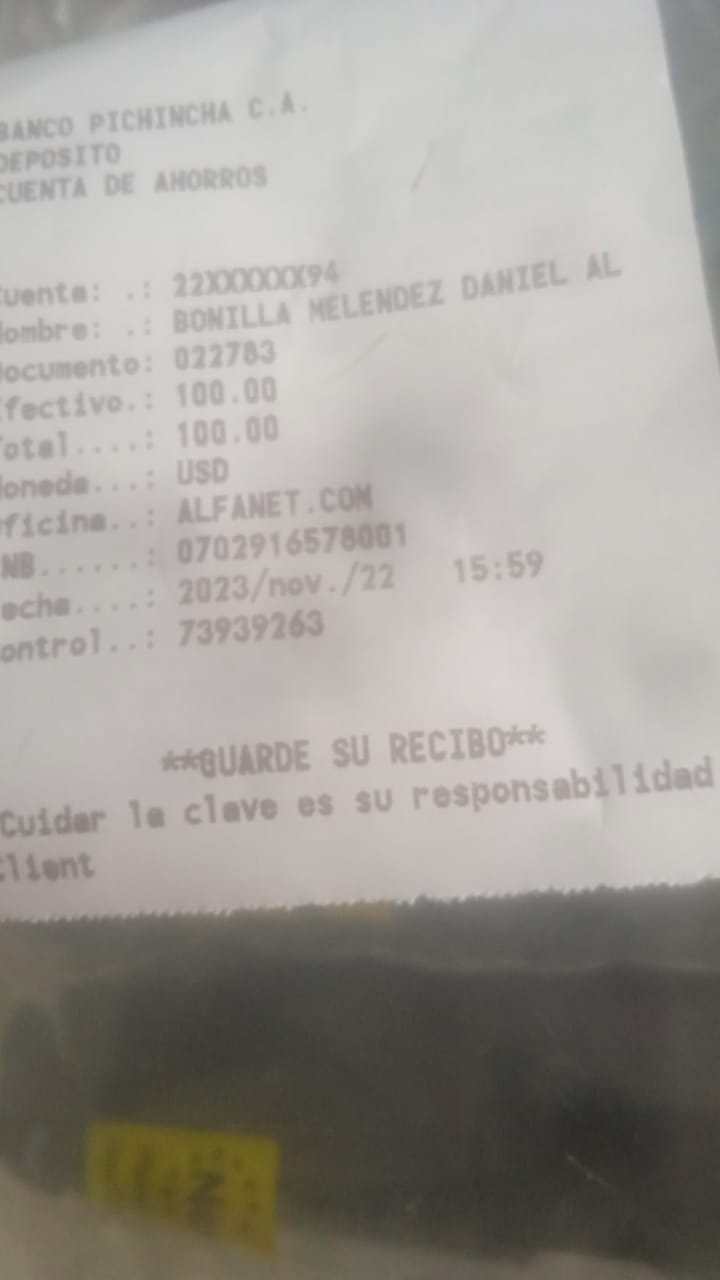 BANCO PICHINCHA C.A.
DEPOSITO
CUENTA DE AHORROS
Cuenta: .: 22XXXXXX94
Nombre: .: BONILLA MELENDEZ DANIEL AL
Documento: 022783
Efectivo.: 100.00
Total....: 100.00
Moneda...: USD
Oficina..: ALFANET.COM
NB......: 0702916578001
Fecha....: 2023/nov./22 15:59
Control..: 73939263
**GUARDE SU RECIBO**
Cuidar la clave es su responsabilidad
Client